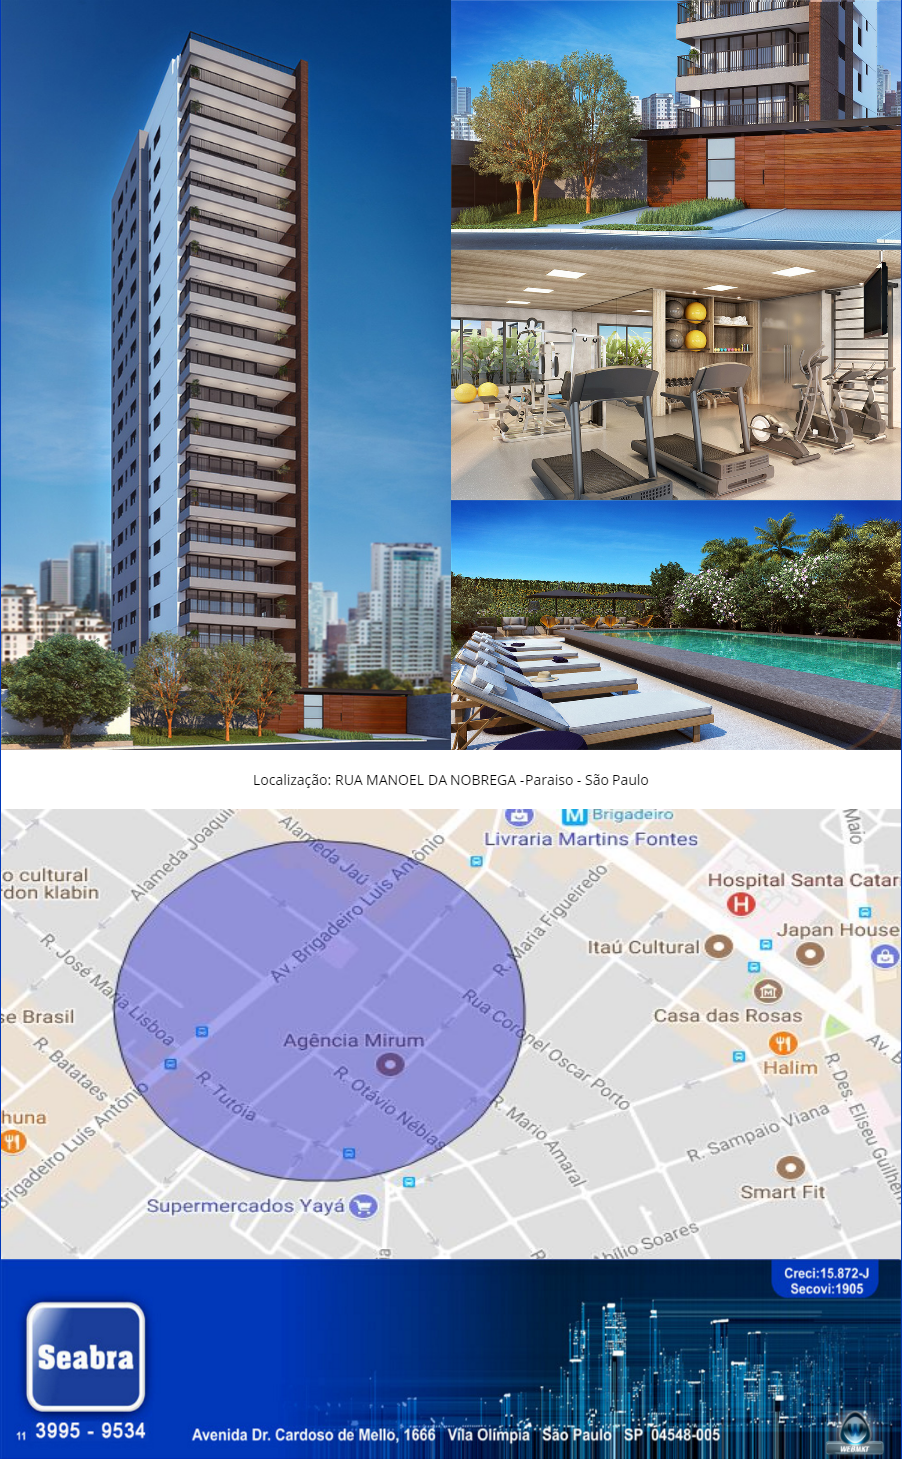 Localização: RUA MANOEL DA NOBREGA -Paraiso - São Paulo
Alameda Joaqui
Alameda Jaú
Av. Brigadeiro Luís Antônio
M Brigadeiro
Livraria Martins Fontes
Maio
o cultural
rdon klabin
R. Maria Figueiredo
Hospital Santa Catar
H
Japan House
Itaú Cultural
R. José Maria Lisboa
Rua Coronel Oscar Porto
se Brasil
Casa das Rosas
Agência Mirum
Av. B
R. Batataes
Halim
R. Tutóia
R. Otávio Nébias
R. Mario Amaral
R. Des. Eliseu Guilherm
huna
Brigadeiro Luís Antônio
R. Sampaio Viana
Smart Fit
Supermercados Yayá
Abílio Soares
R.
ia
Creci:15.872-J
Secovi:1905
Seabra
11 3995 - 9534
Avenida Dr. Cardoso de Mello, 1666 Víla Olímpia São Paulo SP 04548-005
WEBMKT